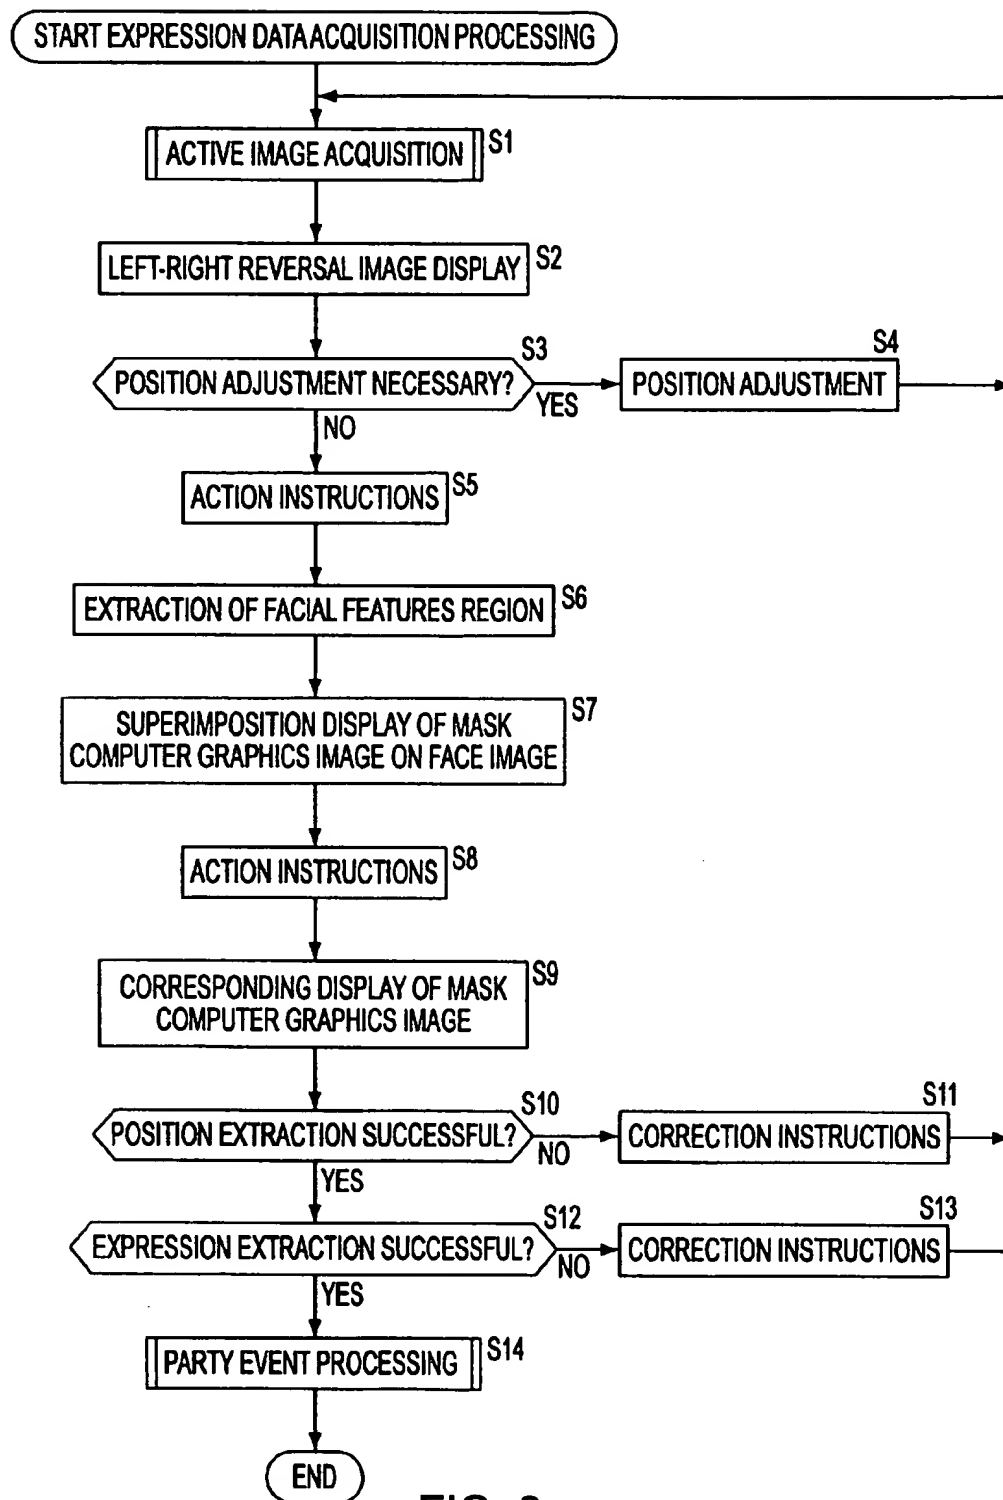 START EXPRESSION DATA ACQUISITION PROCESSING
ACTIVE IMAGE ACQUISITION
S1
LEFT-RIGHT REVERSAL IMAGE DISPLAY
S2
POSITION ADJUSTMENT NECESSARY?
S3
YES
NO
POSITION ADJUSTMENT
S4
ACTION INSTRUCTIONS
S5
EXTRACTION OF FACIAL FEATURES REGION
S6
SUPERIMPOSITION DISPLAY OF MASK
COMPUTER GRAPHICS IMAGE ON FACE IMAGE
S7
ACTION INSTRUCTIONS
S8
CORRESPONDING DISPLAY OF MASK
COMPUTER GRAPHICS IMAGE
S9
POSITION EXTRACTION SUCCESSFUL?
S10
NO
YES
CORRECTION INSTRUCTIONS
S11
EXPRESSION EXTRACTION SUCCESSFUL?
S12
NO
YES
CORRECTION INSTRUCTIONS
S13
PARTY EVENT PROCESSING
S14
END